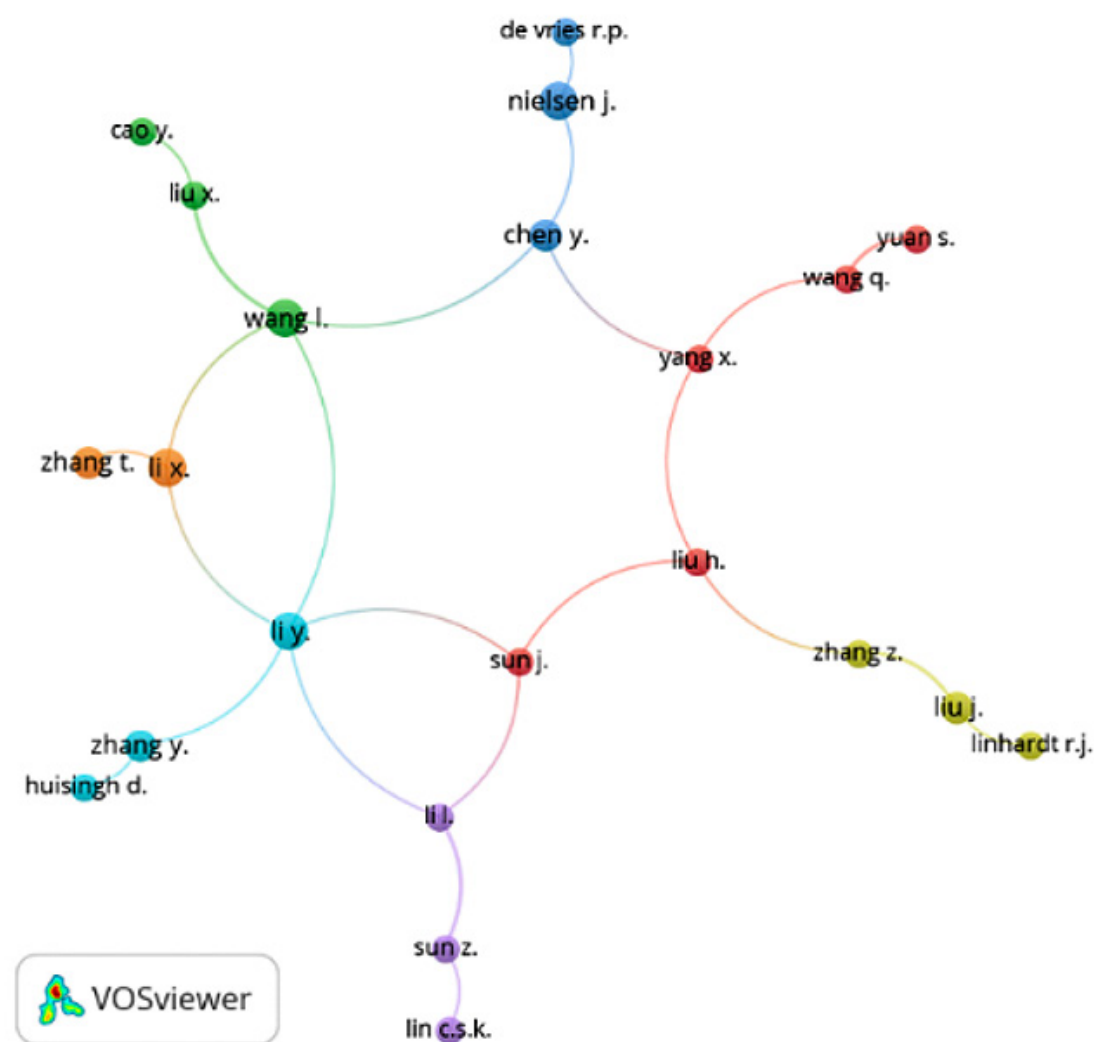 de vries r.p.
nielsen j.
cao y.
liu x.
chen y.
yuan s.
wang q.
wang l.
yang x.
zhang t.
li x.
liu h.
li y.
sun j.
zhang z.
liu j.
linhardt r.j.
zhang y.
huisingh d.
li l.
sun z.
lin c.s.k.
VOSviewer